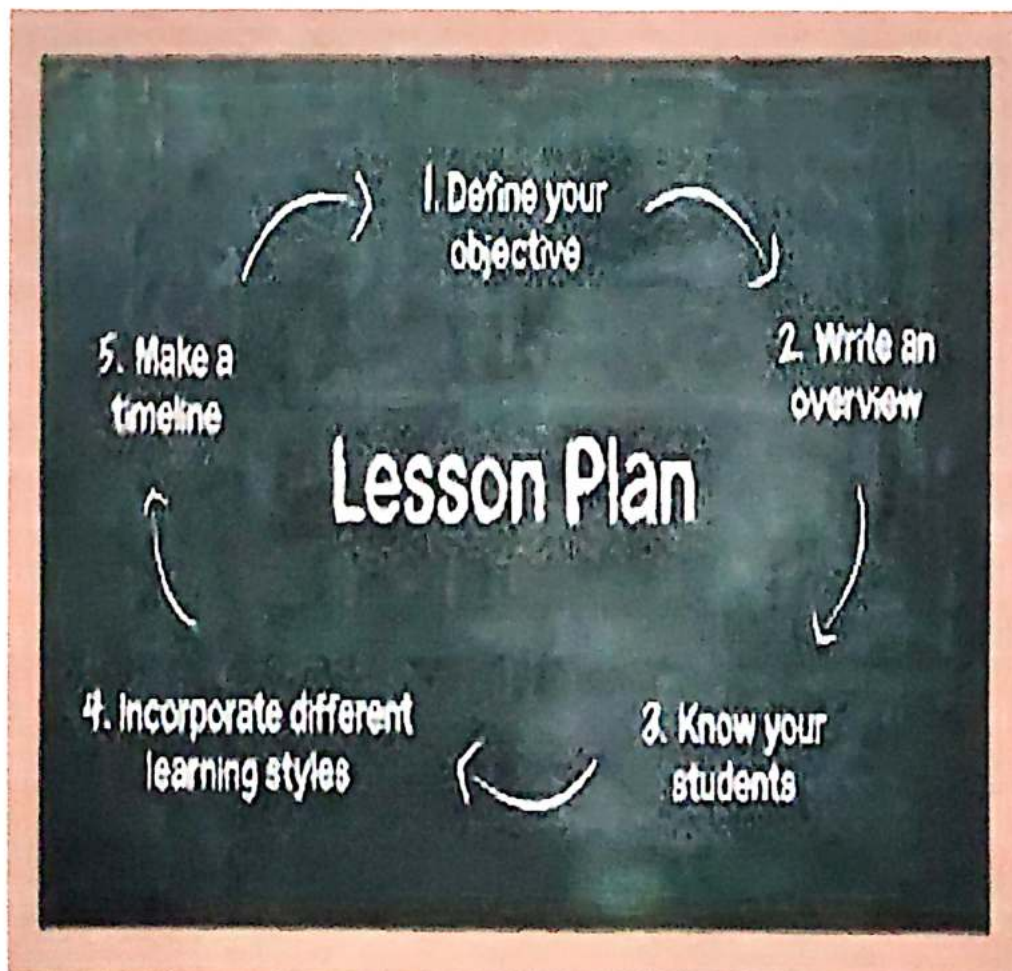 1. Define your
objective
2. Write an
overview
3. Know your
students
4. Incorporate different
learning styles
5. Make a
timeline
Lesson Plan